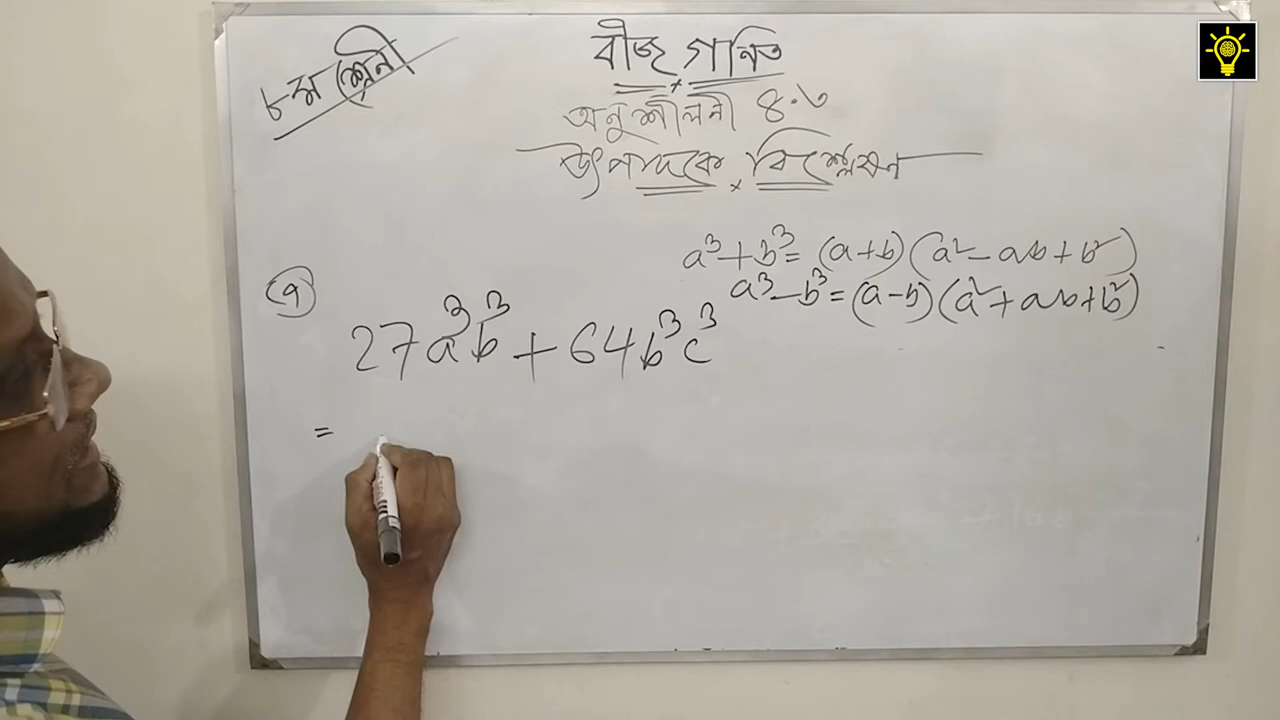 ৮ম শ্রেনী
বীজ গনিত
অনুশীলনী ৪.৩
উৎপাদকে বিশ্লেষণ
a³+b³= (a+b)(a²-ab+b²)
a³-b³=(a-b)(a²+ab+b²)
৭
27a³b³+64b³c³
=